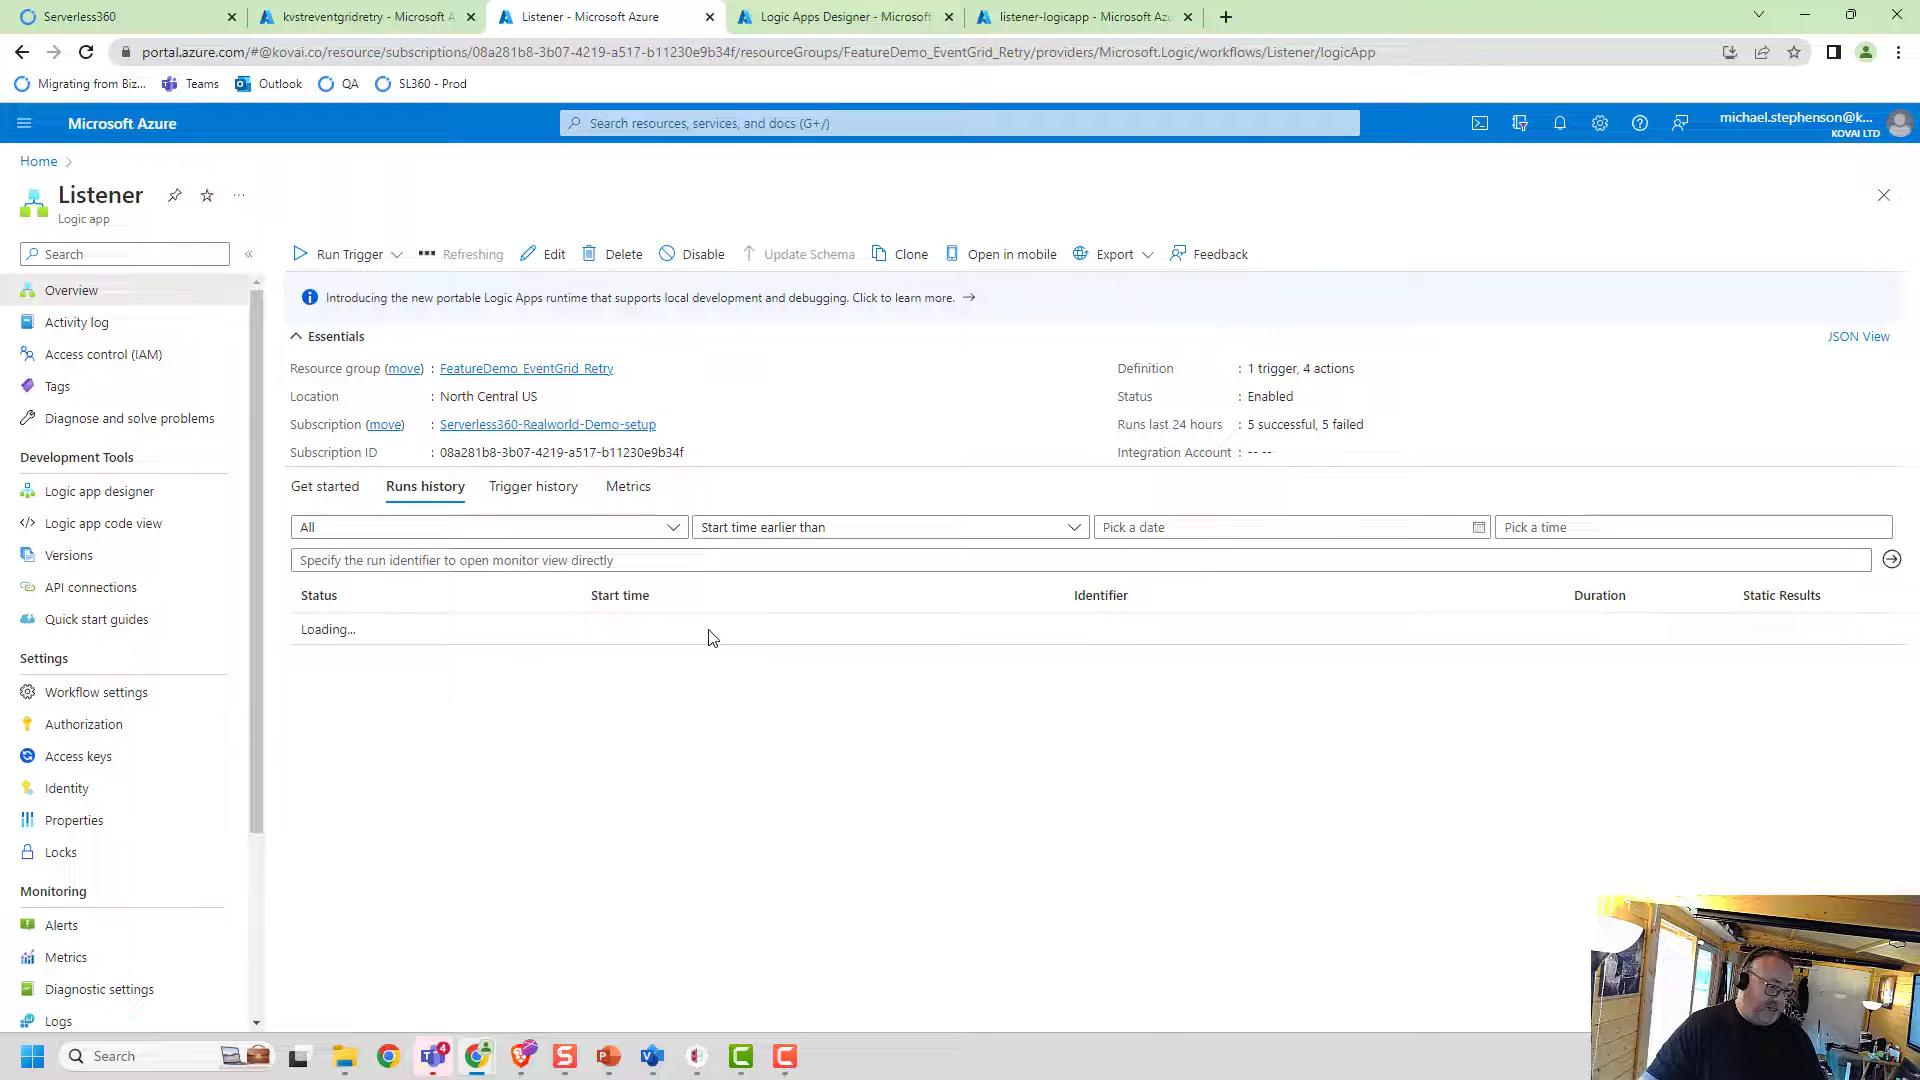 Serverless360
kvstreventgridretry - Microsoft A
Listener - Microsoft Azure
Logic Apps Designer - Microsoft
listener-logicapp - Microsoft Azu
portal.azure.com/#@kovai.co/resource/subscriptions/08a281b8-3b07-4219-a517-b11230e9b34f/resourceGroups/FeatureDemo_EventGrid_Retry/providers/Microsoft.Logic/workflows/Listener/logicApp
Migrating from Biz...
Teams
Outlook
QA
SL360 - Prod
Microsoft Azure
Search resources, services, and docs (G+/)
michael.stephenson@k...
KOVAI LTD
Home
Listener
Logic app
Search
Run Trigger
Refreshing
Edit
Delete
Disable
Update Schema
Clone
Open in mobile
Export
Feedback
Overview
Activity log
Access control (IAM)
Tags
Diagnose and solve problems
Development Tools
Logic app designer
Logic app code view
Versions
API connections
Quick start guides
Settings
Workflow settings
Authorization
Access keys
Identity
Properties
Locks
Monitoring
Alerts
Metrics
Diagnostic settings
Logs
Introducing the new portable Logic Apps runtime that supports local development and debugging. Click to learn more.
Essentials
JSON View
Resource group (move) : FeatureDemo_EventGrid_Retry
Definition : 1 trigger, 4 actions
Location : North Central US
Status : Enabled
Subscription (move) : Serverless360-Realworld-Demo-setup
Runs last 24 hours : 5 successful, 5 failed
Subscription ID : 08a281b8-3b07-4219-a517-b11230e9b34f
Integration Account : -- --
Get started
Runs history
Trigger history
Metrics
All
Start time earlier than
Pick a date
Pick a time
Specify the run identifier to open monitor view directly
Status
Start time
Identifier
Duration
Static Results
Loading...
Search
4